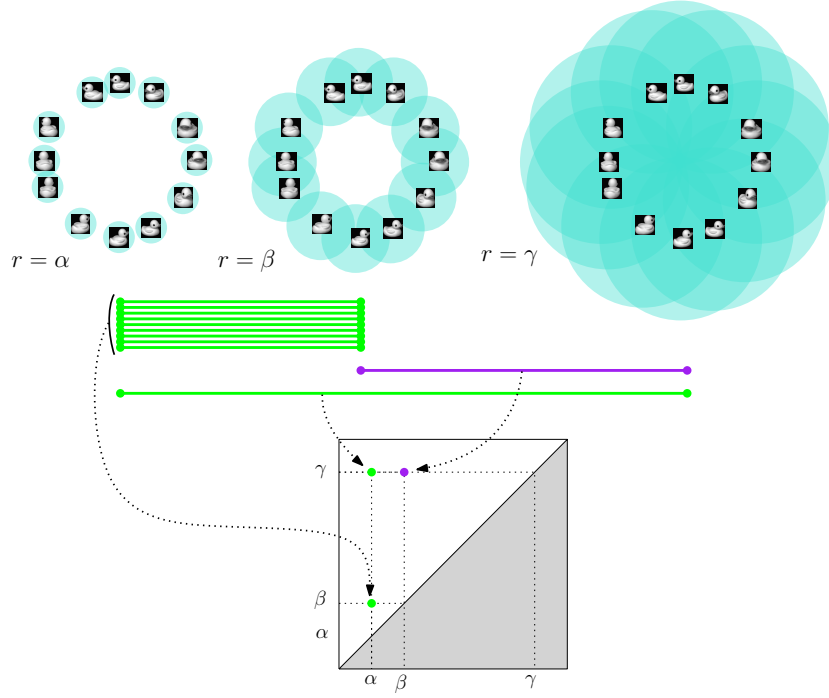 r = α
r = β
r = γ
γ
β
α
α
β
γ